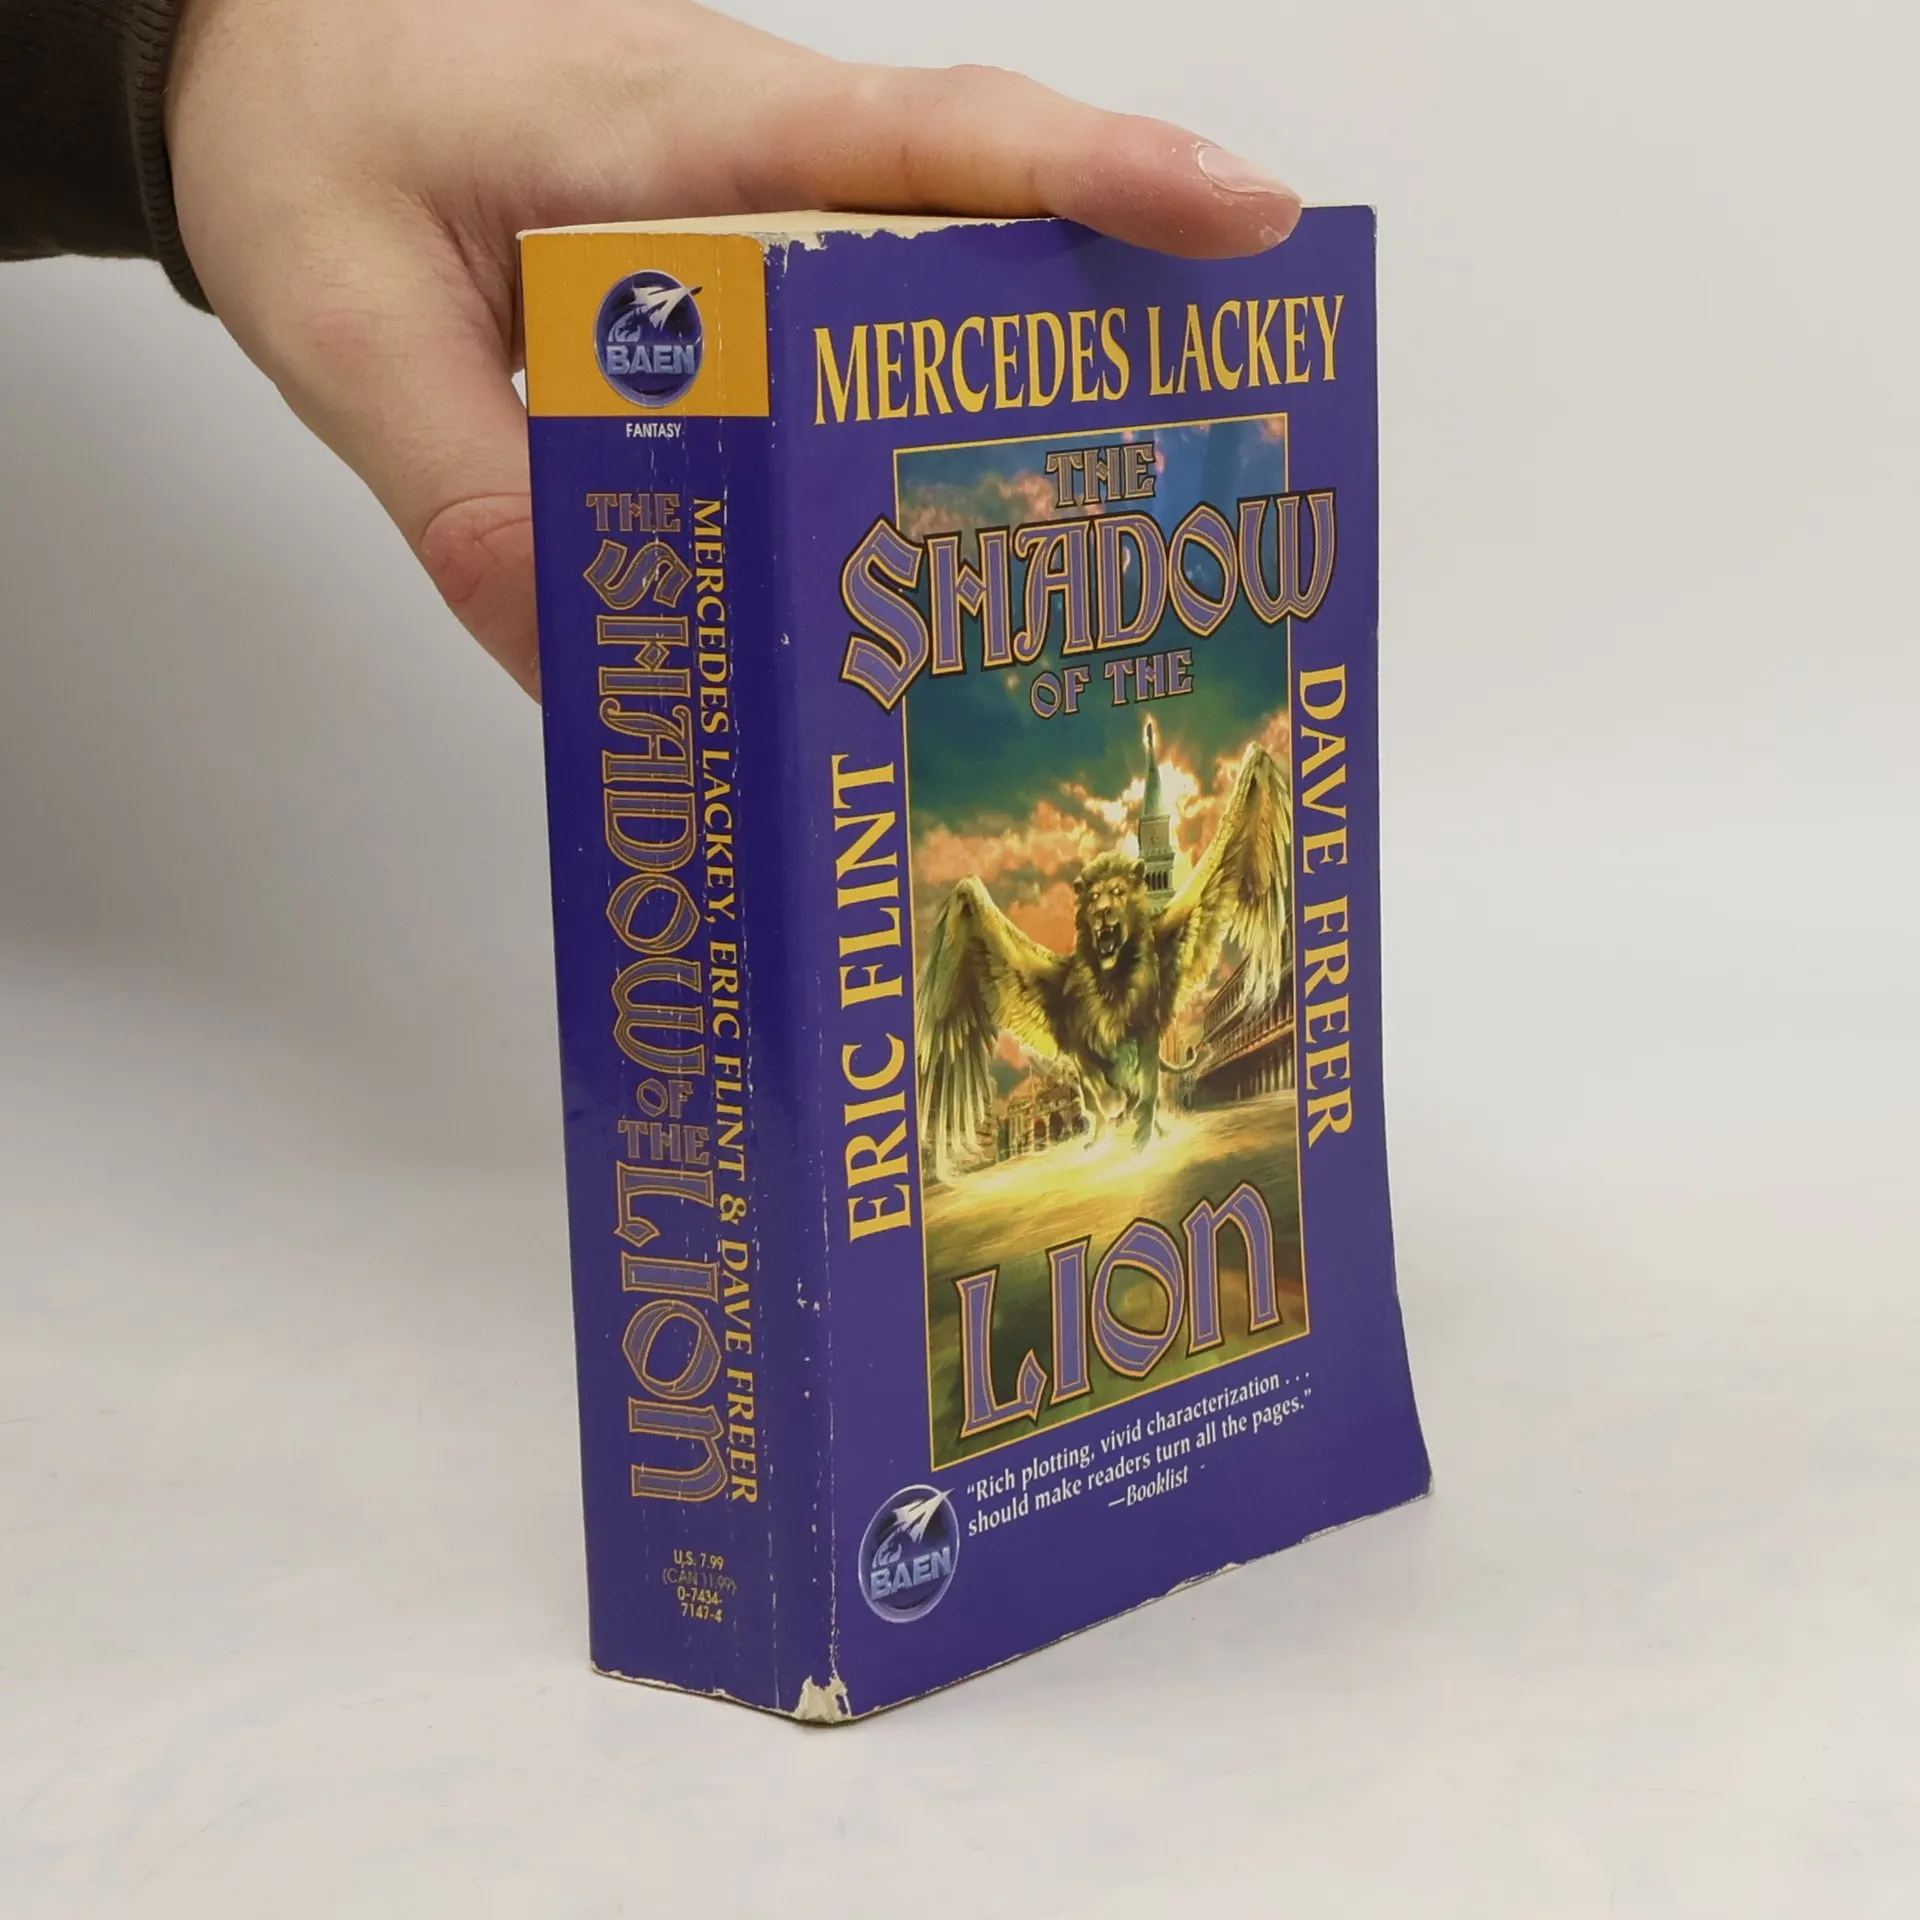 BAEN
FANTASY
THE SHADOW OF THE LION
MERCEDES LACKEY, ERIC FLINT & DAVE FREER
U.S. 7.99
(CAN 11.99)
0-7434-
7147-4
MERCEDES LACKEY
THE
SHADOW
OF THE
LION
ERIC FLINT
DAVE FREER
“Rich plotting, vivid characterization . . .
should make readers turn all the pages.”
—Booklist
BAEN